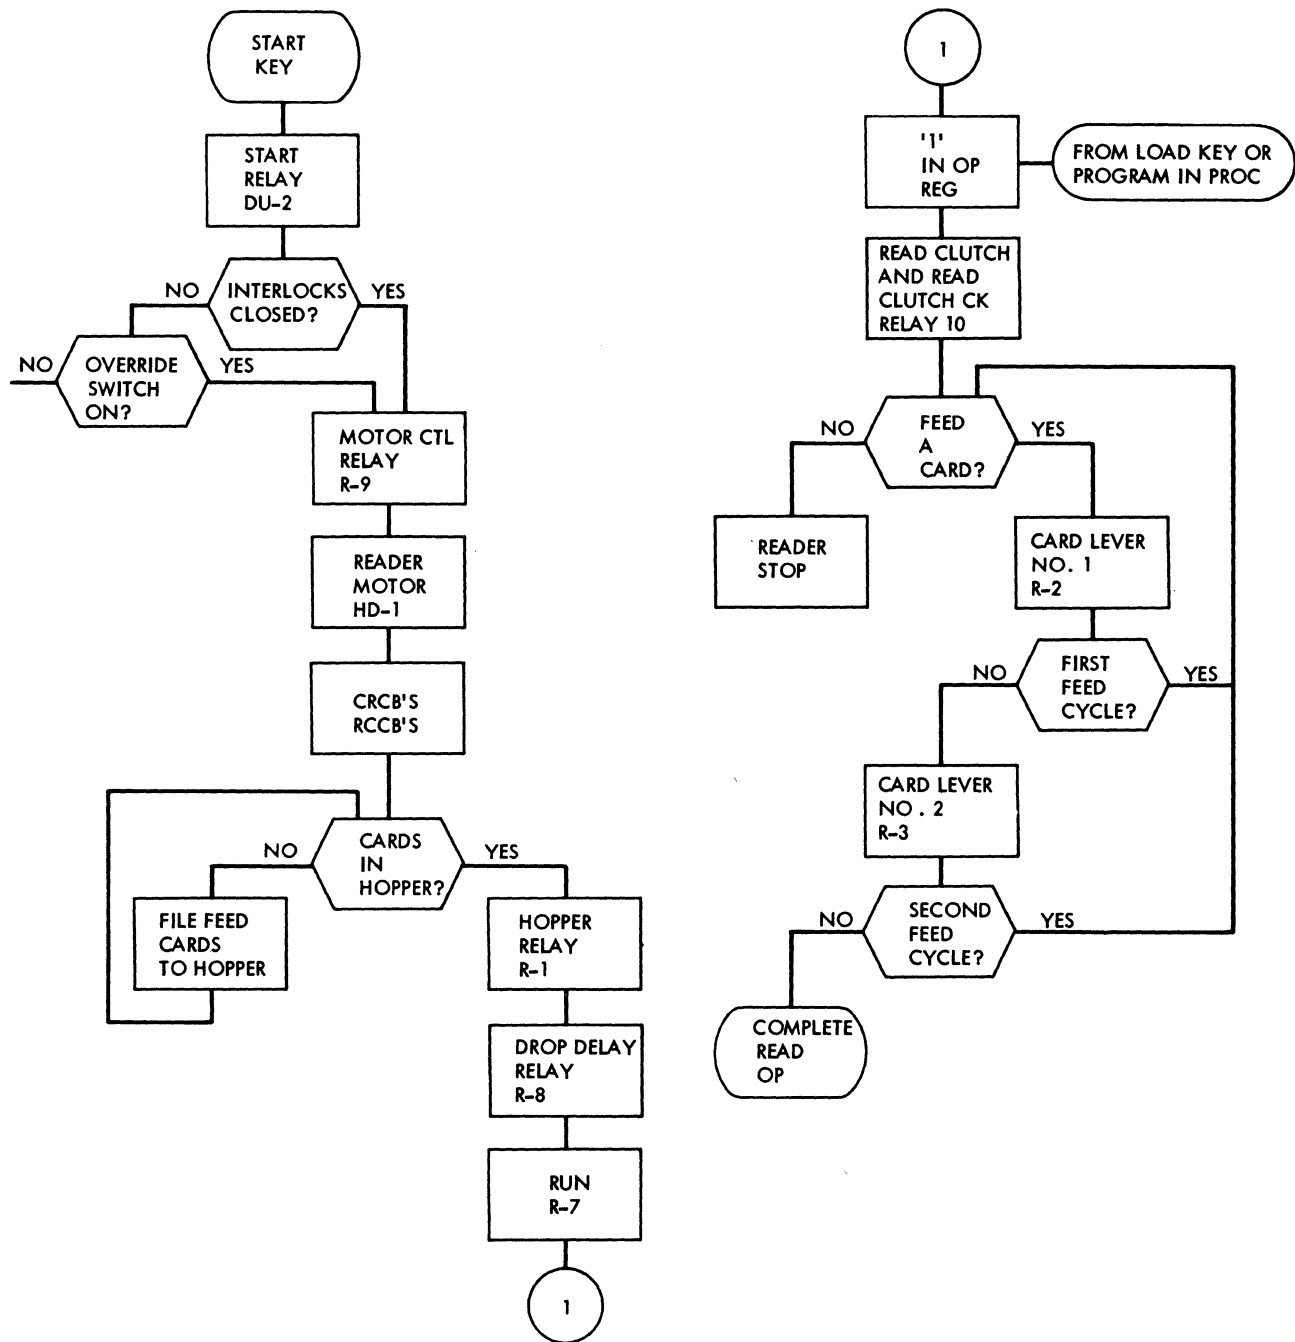 START
KEY
START
RELAY
DU-2
INTERLOCKS
CLOSED?
NO
YES
OVERRIDE
SWITCH
ON?
NO
YES
MOTOR CTL
RELAY
R-9
READER
MOTOR
HD-1
CRCB'S
RCCB'S
CARDS
IN
HOPPER?
NO
YES
FILE FEED
CARDS
TO HOPPER
HOPPER
RELAY
R-1
DROP DELAY
RELAY
R-8
RUN
R-7
1
1
'1'
IN OP
REG
FROM LOAD KEY OR
PROGRAM IN PROC
READ CLUTCH
AND READ
CLUTCH CK
RELAY 10
FEED
A
CARD?
NO
YES
READER
STOP
CARD LEVER
NO. 1
R-2
FIRST
FEED
CYCLE?
NO
YES
CARD LEVER
NO. 2
R-3
SECOND
FEED
CYCLE?
NO
YES
COMPLETE
READ
OP